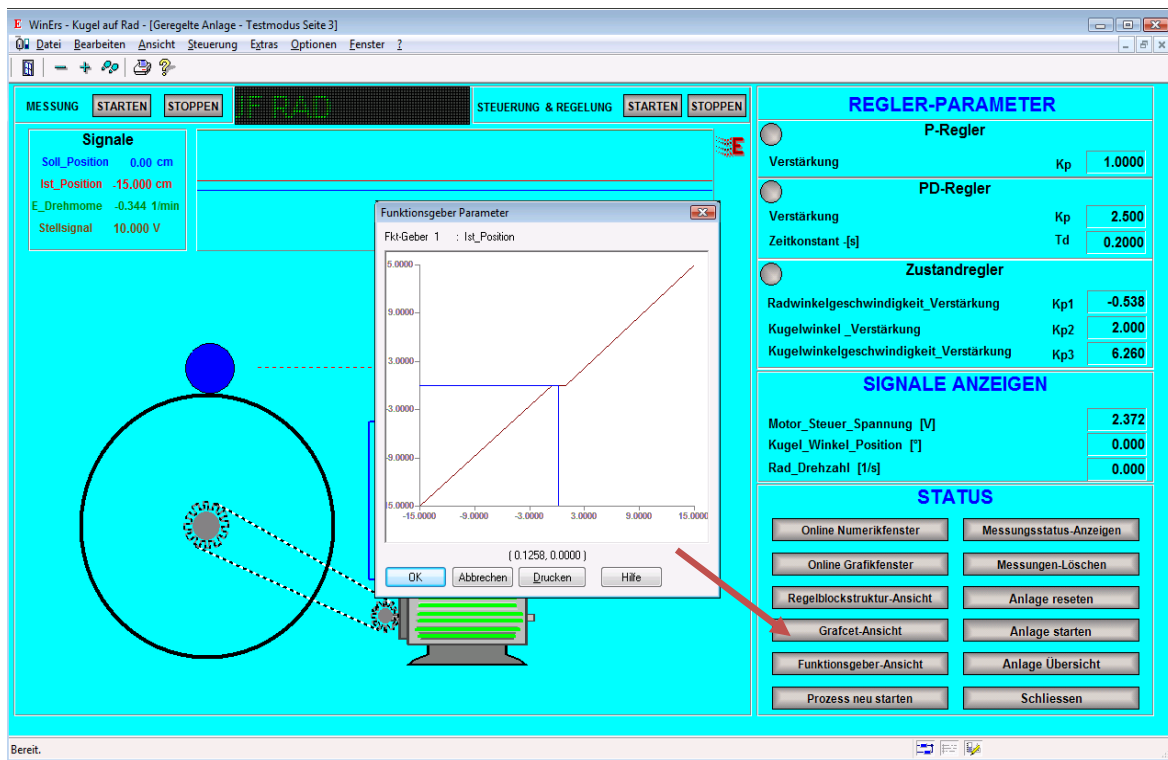 E WinErs - Kugel auf Rad - [Geregelte Anlage - Testmodus Seite 3]
Datei Bearbeiten Ansicht Steuerung Extras Optionen Fenster ?
MESSUNG STARTEN STOPPEN JF RAD STEUERUNG & REGELUNG STARTEN STOPPEN
Signale
Soll_Position 0.00 cm
Ist_Position -15.000 cm
E_Drehmome -0.344 1/min
Stellsignal 10.000 V
E
Funktionsgeber Parameter
Fkt-Geber 1 : Ist_Position
5.0000
9.0000
3.0000
-3.0000
-9.0000
15.0000
-15.0000 -9.0000 -3.0000 3.0000 9.0000 15.0000
( 0.1258, 0.0000 )
OK Abbrechen Drucken Hilfe
REGLER-PARAMETER
P-Regler
Verstärkung Kp 1.0000
PD-Regler
Verstärkung Kp 2.500
Zeitkonstant -[s] Td 0.2000
Zustandregler
Radwinkelgeschwindigkeit_Verstärkung Kp1 -0.538
Kugelwinkel _Verstärkung Kp2 2.000
Kugelwinkelgeschwindigkeit_Verstärkung Kp3 6.260
SIGNALE ANZEIGEN
Motor_Steuer_Spannung [V] 2.372
Kugel_Winkel_Position [°] 0.000
Rad_Drehzahl [1/s] 0.000
STATUS
Online Numerikfenster Messungsstatus-Anzeigen
Online Grafikfenster Messungen-Löschen
Regelblockstruktur-Ansicht Anlage reseten
Grafcet-Ansicht Anlage starten
Funktionsgeber-Ansicht Anlage Übersicht
Prozess neu starten Schliessen
Bereit.